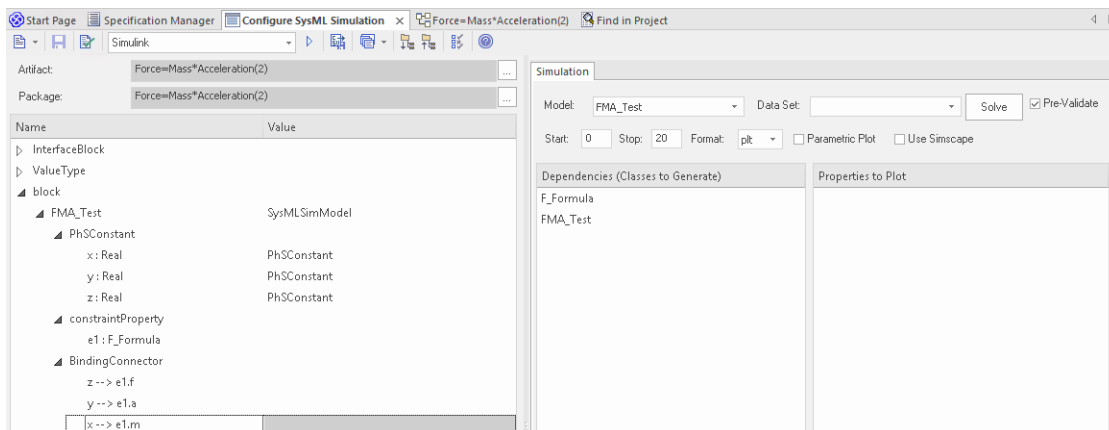 Start Page Specification Manager Configure SysML Simulation × Force=Mass*Acceleration(2) Find in Project
Simulink
Artifact: Force=Mass*Acceleration(2) ...
Package: Force=Mass*Acceleration(2) ...
Name Value
InterfaceBlock
ValueType
block
FMA_Test SysMLSimModel
PhSConstant
x : Real PhSConstant
y : Real PhSConstant
z : Real PhSConstant
constraintProperty
e1 : F_Formula
BindingConnector
z --> e1.f
y --> e1.a
x --> e1.m
Simulation
Model: FMA_Test Data Set: Solve Pre-Validate
Start: 0 Stop: 20 Format: plt Parametric Plot Use Simscape
Dependencies (Classes to Generate) Properties to Plot
F_Formula
FMA_Test